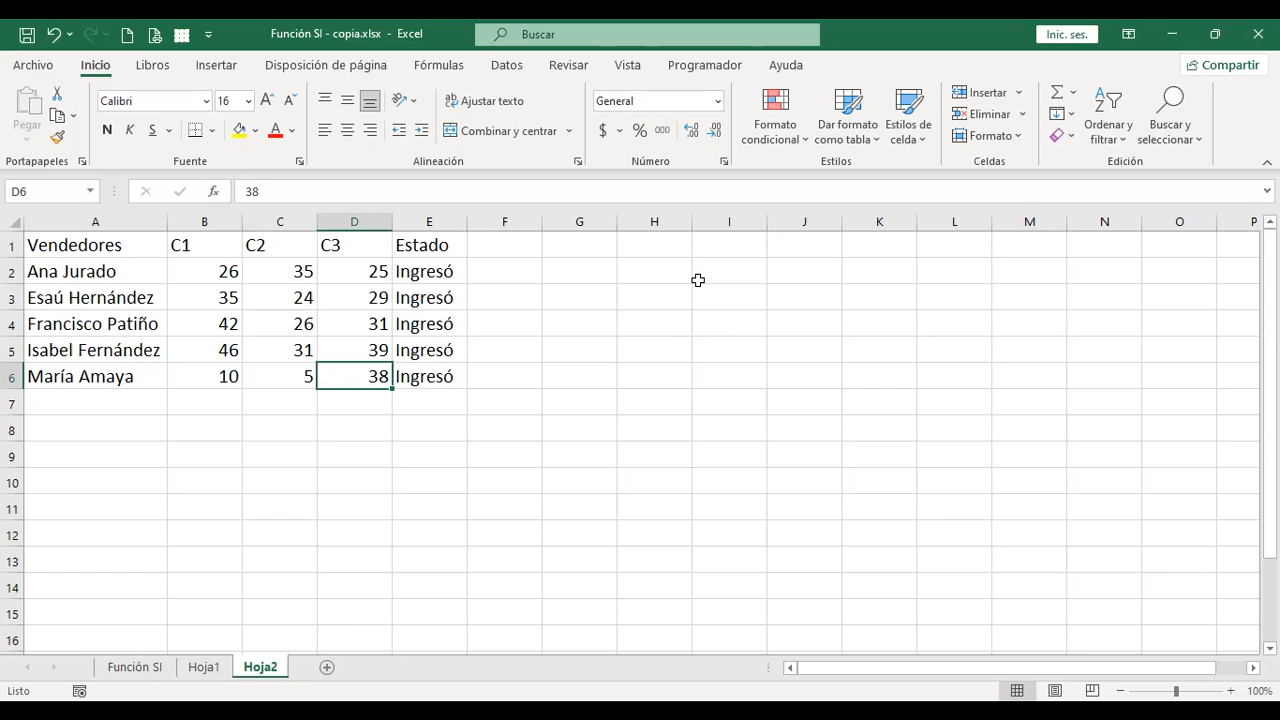 Función SI - copia.xlsx - Excel
Buscar
Inic. ses.
Archivo Inicio Libros Insertar Disposición de página Fórmulas Datos Revisar Vista Programador Ayuda Compartir
Pegar
Calibri 16
N K S
Ajustar texto
Combinar y centrar
General
$ % 000
Formato condicional
Dar formato como tabla
Estilos de celda
Insertar
Eliminar
Formato
Ordenar y filtrar
Buscar y seleccionar
Portapapeles Fuente Alineación Número Estilos Celdas Edición
D6 fx 38
A B C D E F G H I J K L M N O P
1 Vendedores C1 C2 C3 Estado
2 Ana Jurado 26 35 25 Ingresó
3 Esaú Hernández 35 24 29 Ingresó
4 Francisco Patiño 42 26 31 Ingresó
5 Isabel Fernández 46 31 39 Ingresó
6 María Amaya 10 5 38 Ingresó
7
8
9
10
11
12
13
14
15
16
Función SI Hoja1 Hoja2
Listo 100%